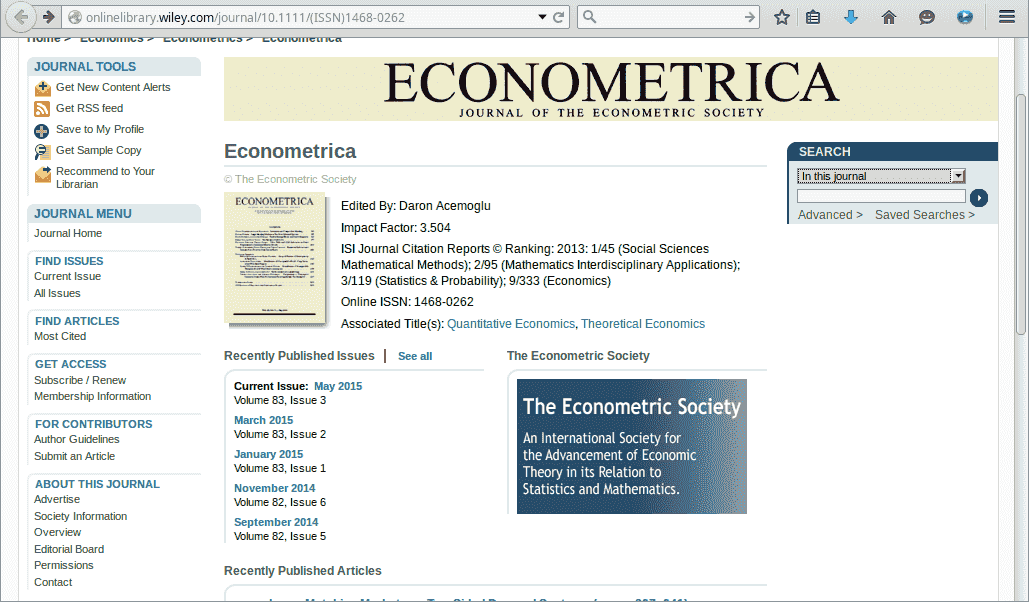 onlinelibrary.wiley.com/journal/10.1111/(ISSN)1468-0262
Home > Economics > Econometrics > Econometrica
JOURNAL TOOLS
Get New Content Alerts
Get RSS feed
Save to My Profile
Get Sample Copy
Recommend to Your
Librarian
JOURNAL MENU
Journal Home
FIND ISSUES
Current Issue
All Issues
FIND ARTICLES
Most Cited
GET ACCESS
Subscribe / Renew
Membership Information
FOR CONTRIBUTORS
Author Guidelines
Submit an Article
ABOUT THIS JOURNAL
Advertise
Society Information
Overview
Editorial Board
Permissions
Contact
ECONOMETRICA
JOURNAL OF THE ECONOMETRIC SOCIETY
Econometrica
© The Econometric Society
ECONOMETRICA
Edited By: Daron Acemoglu
Impact Factor: 3.504
ISI Journal Citation Reports © Ranking: 2013: 1/45 (Social Sciences
Mathematical Methods); 2/95 (Mathematics Interdisciplinary Applications);
3/119 (Statistics & Probability); 9/333 (Economics)
Online ISSN: 1468-0262
Associated Title(s): Quantitative Economics, Theoretical Economics
Recently Published Issues | See all
Current Issue: May 2015
Volume 83, Issue 3
March 2015
Volume 83, Issue 2
January 2015
Volume 83, Issue 1
November 2014
Volume 82, Issue 6
September 2014
Volume 82, Issue 5
The Econometric Society
The Econometric Society
An International Society for
the Advancement of Economic
Theory in its Relation to
Statistics and Mathematics.
Recently Published Articles
SEARCH
In this journal
Advanced > Saved Searches >